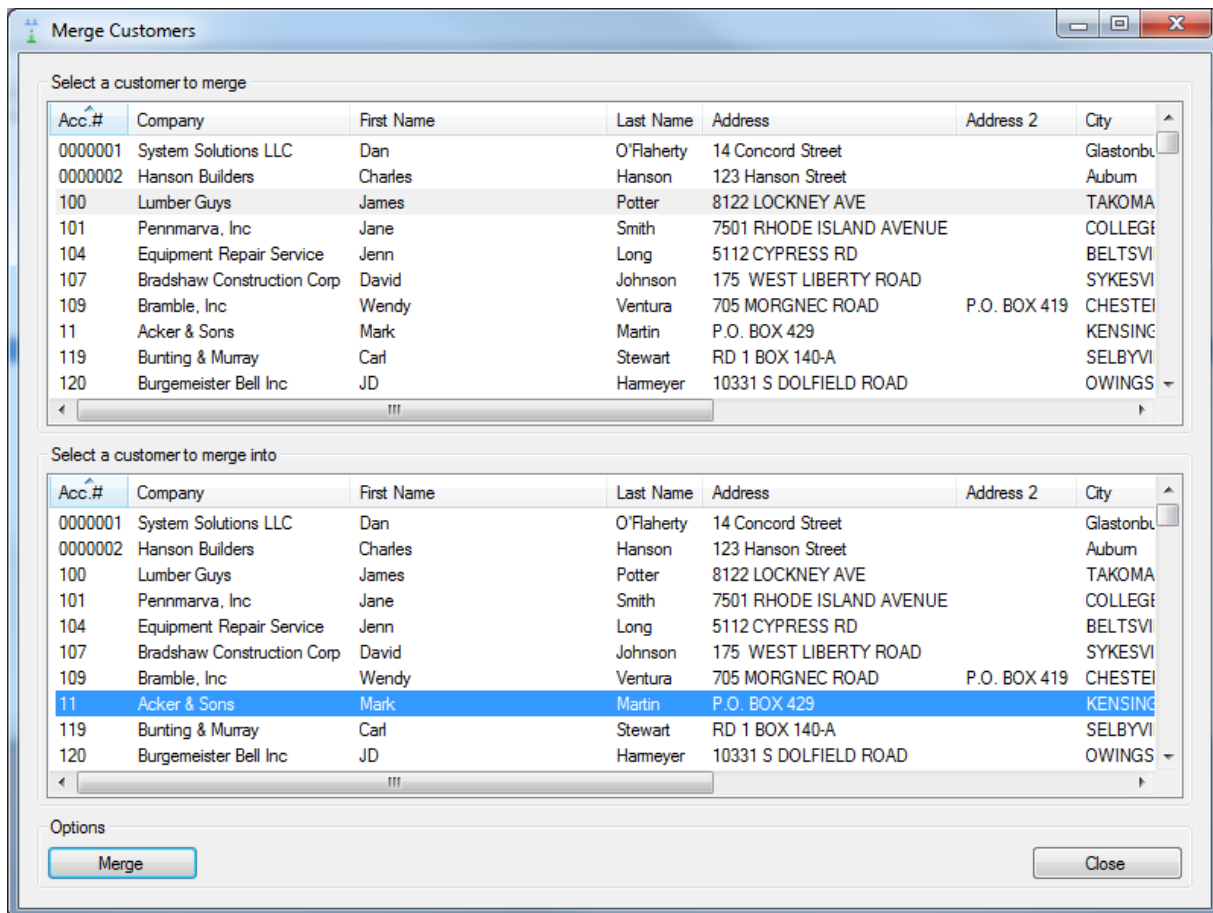 Merge Customers
Select a customer to merge
Acc.# Company First Name Last Name Address Address 2 City
0000001 System Solutions LLC Dan O'Flaherty 14 Concord Street Glastonbu
0000002 Hanson Builders Charles Hanson 123 Hanson Street Auburn
100 Lumber Guys James Potter 8122 LOCKNEY AVE TAKOMA
101 Pennmarva, Inc Jane Smith 7501 RHODE ISLAND AVENUE COLLEGE
104 Equipment Repair Service Jenn Long 5112 CYPRESS RD BELTSVI
107 Bradshaw Construction Corp David Johnson 175 WEST LIBERTY ROAD SYKESVI
109 Bramble, Inc Wendy Ventura 705 MORGNEC ROAD P.O. BOX 419 CHESTE
11 Acker & Sons Mark Martin P.O. BOX 429 KENSING
119 Bunting & Murray Carl Stewart RD 1 BOX 140-A SELBYVI
120 Burgemeister Bell Inc JD Harmeyer 10331 S DOLFIELD ROAD OWINGS
Select a customer to merge into
Acc.# Company First Name Last Name Address Address 2 City
0000001 System Solutions LLC Dan O'Flaherty 14 Concord Street Glastonbu
0000002 Hanson Builders Charles Hanson 123 Hanson Street Auburn
100 Lumber Guys James Potter 8122 LOCKNEY AVE TAKOMA
101 Pennmarva, Inc Jane Smith 7501 RHODE ISLAND AVENUE COLLEGE
104 Equipment Repair Service Jenn Long 5112 CYPRESS RD BELTSVI
107 Bradshaw Construction Corp David Johnson 175 WEST LIBERTY ROAD SYKESVI
109 Bramble, Inc Wendy Ventura 705 MORGNEC ROAD P.O. BOX 419 CHESTE
11 Acker & Sons Mark Martin P.O. BOX 429 KENSING
119 Bunting & Murray Carl Stewart RD 1 BOX 140-A SELBYVI
120 Burgemeister Bell Inc JD Harmeyer 10331 S DOLFIELD ROAD OWINGS
Options
Merge Close